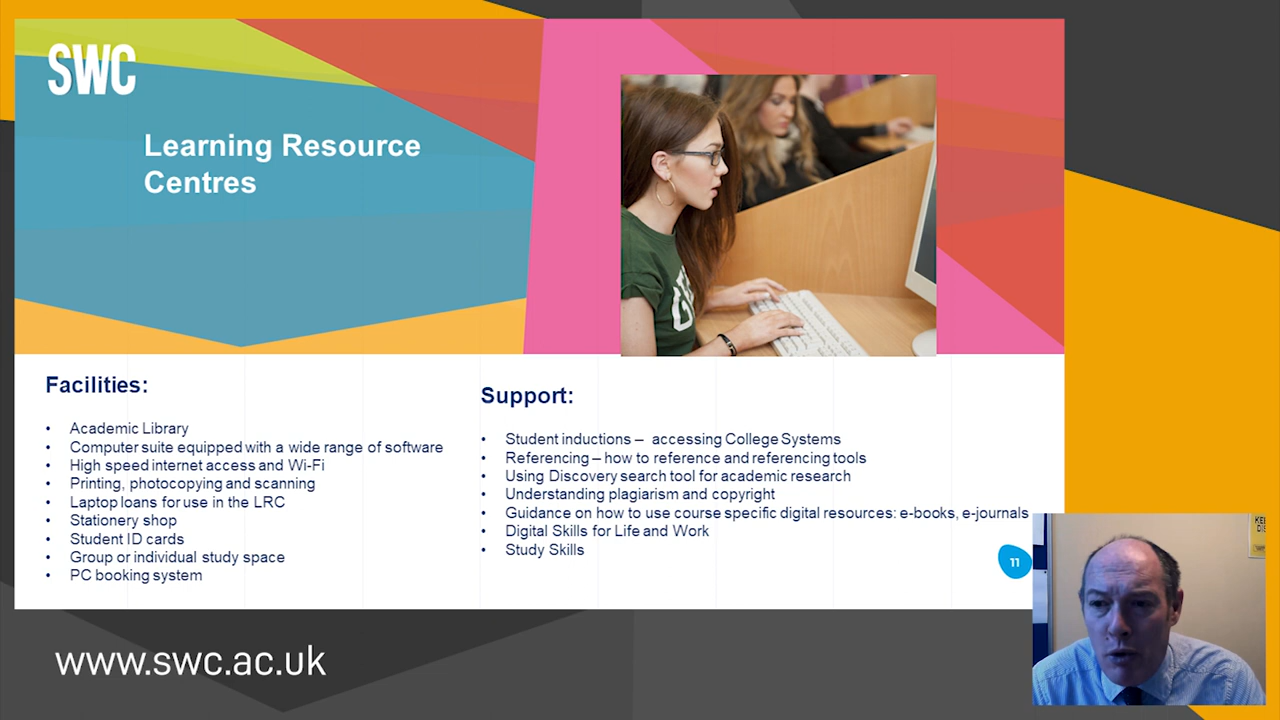 SWC
Learning Resource
Centres
Facilities:
• Academic Library
• Computer suite equipped with a wide range of software
• High speed internet access and Wi-Fi
• Printing, photocopying and scanning
• Laptop loans for use in the LRC
• Stationery shop
• Student ID cards
• Group or individual study space
• PC booking system
Support:
• Student inductions – accessing College Systems
• Referencing – how to reference and referencing tools
• Using Discovery search tool for academic research
• Understanding plagiarism and copyright
• Guidance on how to use course specific digital resources: e-books, e-journals
• Digital Skills for Life and Work
• Study Skills
11
www.swc.ac.uk